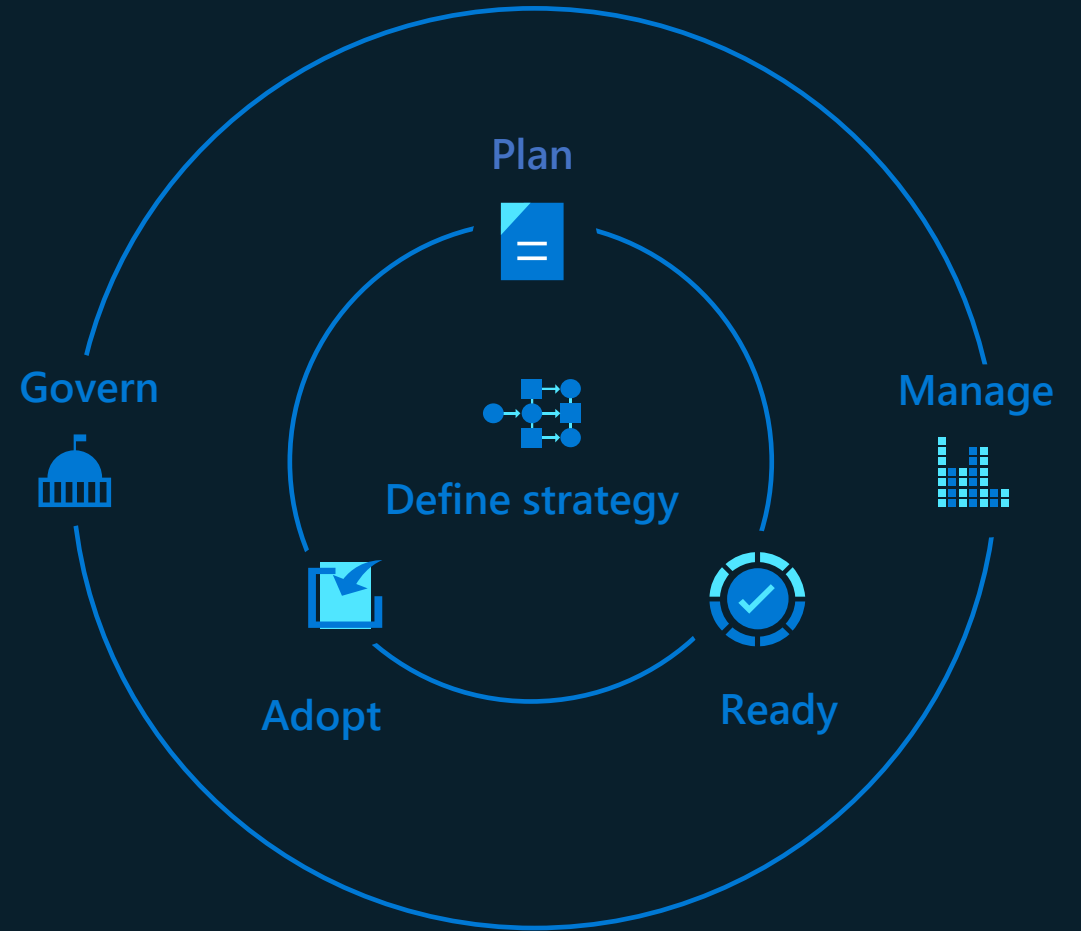 Plan
Govern
Manage
Define strategy
Adopt
Ready